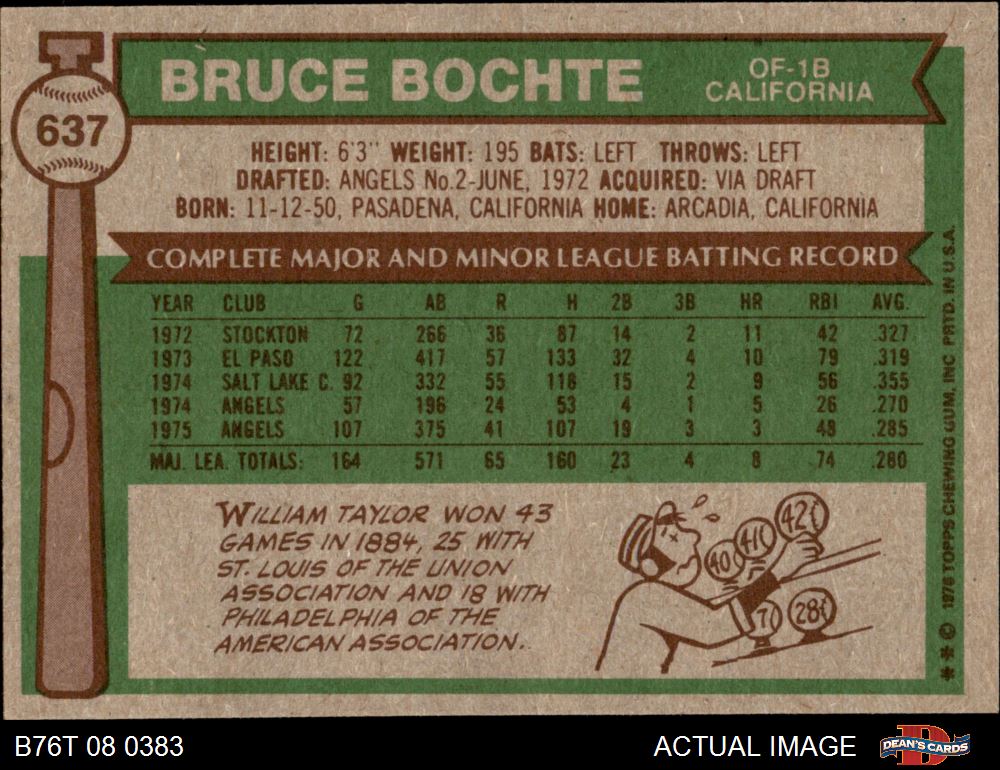 637
BRUCE BOCHTE
OF-1B
CALIFORNIA
HEIGHT: 6'3" WEIGHT: 195 BATS: LEFT THROWS: LEFT
DRAFTED: ANGELS No.2-JUNE, 1972 ACQUIRED: VIA DRAFT
BORN: 11-12-50, PASADENA, CALIFORNIA HOME: ARCADIA, CALIFORNIA
COMPLETE MAJOR AND MINOR LEAGUE BATTING RECORD
YEAR CLUB G AB R H 2B 3B HR RBI AVG.
1972 STOCKTON 72 266 36 87 14 2 11 42 .327
1973 EL PASO 122 417 57 133 32 4 10 79 .319
1974 SALT LAKE C. 92 332 55 118 15 2 9 56 .355
1974 ANGELS 57 196 24 53 4 1 5 26 .270
1975 ANGELS 107 375 41 107 19 3 3 48 .285
MAJ. LEA. TOTALS: 164 571 65 160 23 4 8 74 .280
WILLIAM TAYLOR WON 43
GAMES IN 1884, 25 WITH
ST. LOUIS OF THE UNION
ASSOCIATION AND 18 WITH
PHILADELPHIA OF THE
AMERICAN ASSOCIATION.
40 41 42
7 28
** © 1976 TOPPS CHEWING GUM, INC PRTD. IN U.S.A.
B76T 08 0383
ACTUAL IMAGE
DEAN'S CARDS